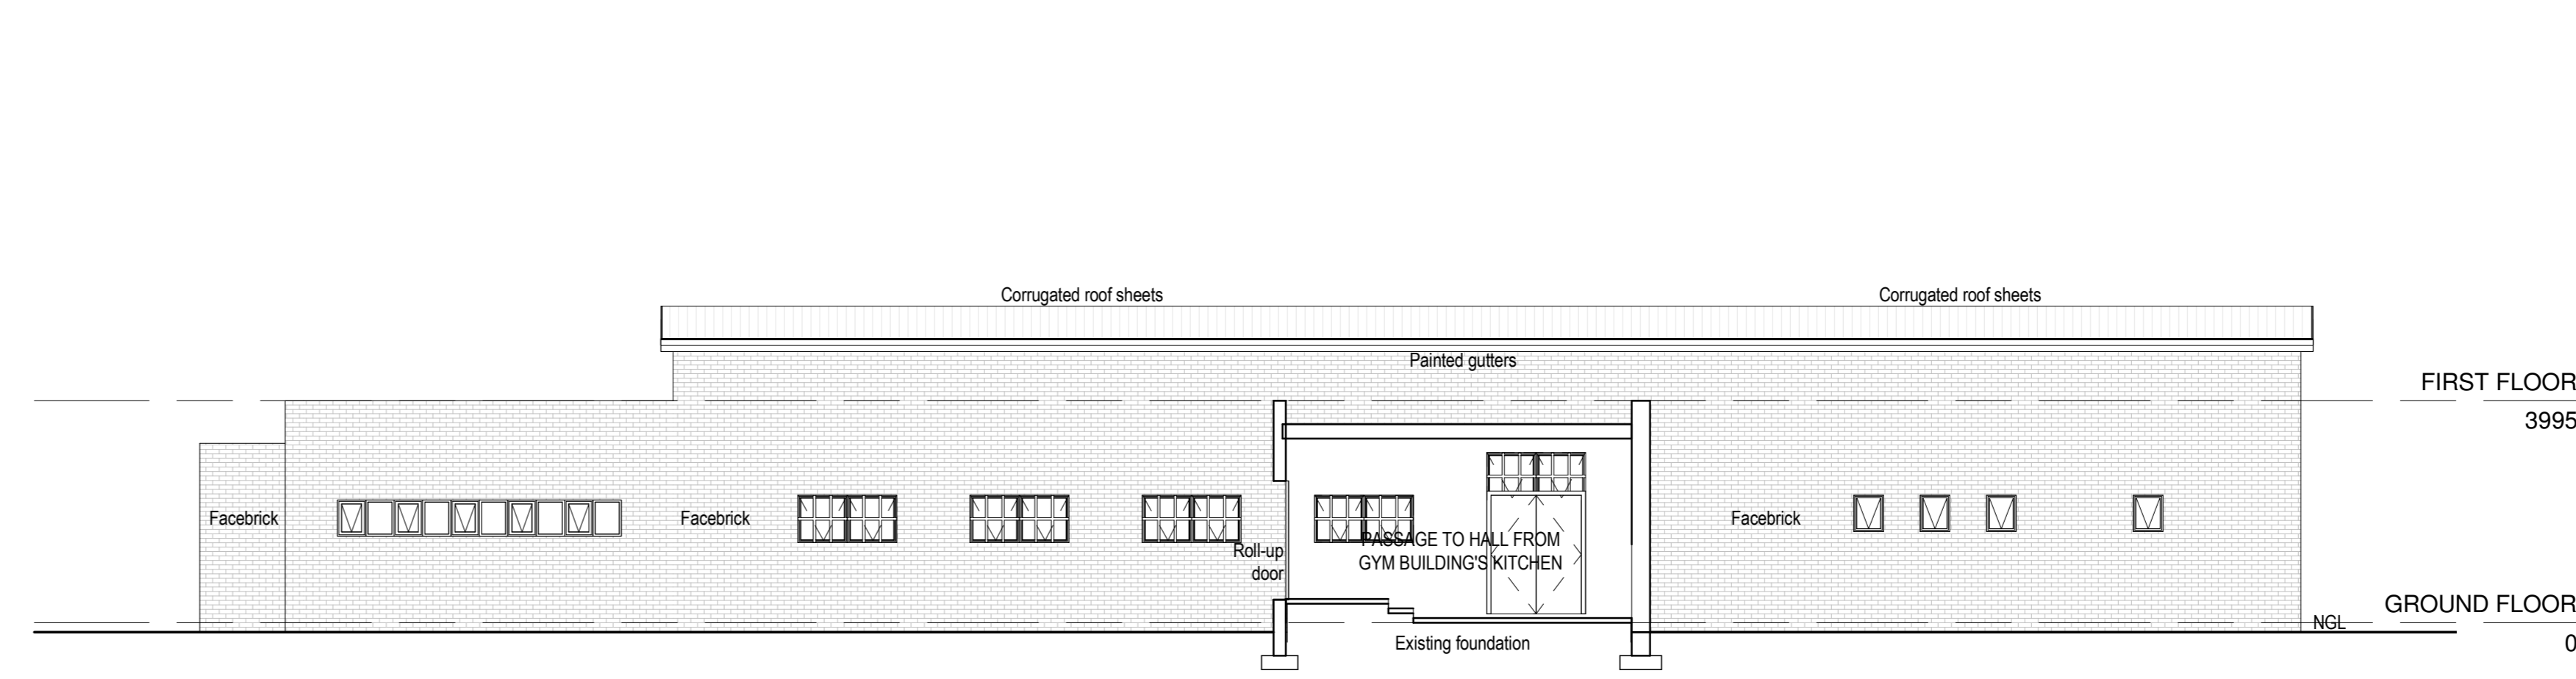 Corrugated roof sheets
Corrugated roof sheets
Painted gutters
FIRST FLOOR
3995
Facebrick
Facebrick
Facebrick
Roll-up
door
PASSAGE TO HALL FROM
GYM BUILDING'S KITCHEN
GROUND FLOOR
NGL
0
Existing foundation